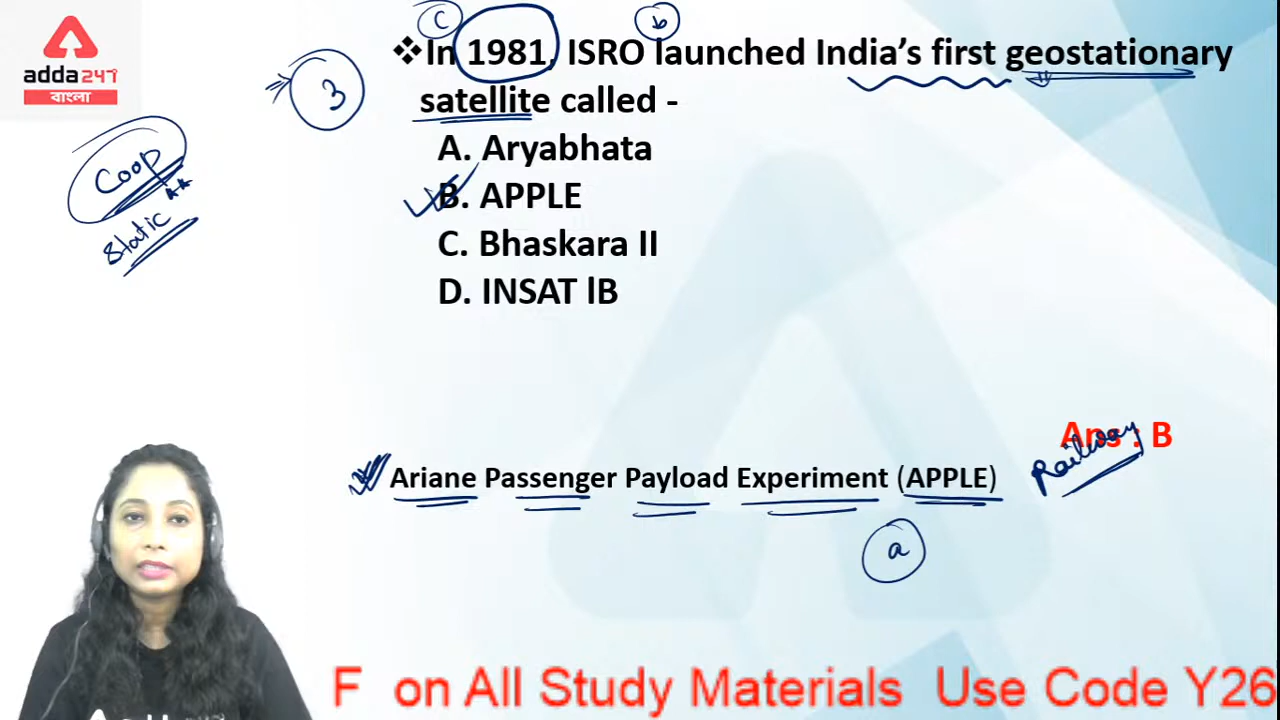 adda247
বাংলা
Coop
Static
3
c
b
❖In 1981, ISRO launched India's first geostationary
satellite called -
A. Aryabhata
B. APPLE
C. Bhaskara II
D. INSAT lB
Ans : B
Railway
Ariane Passenger Payload Experiment (APPLE)
a
F on All Study Materials Use Code Y26